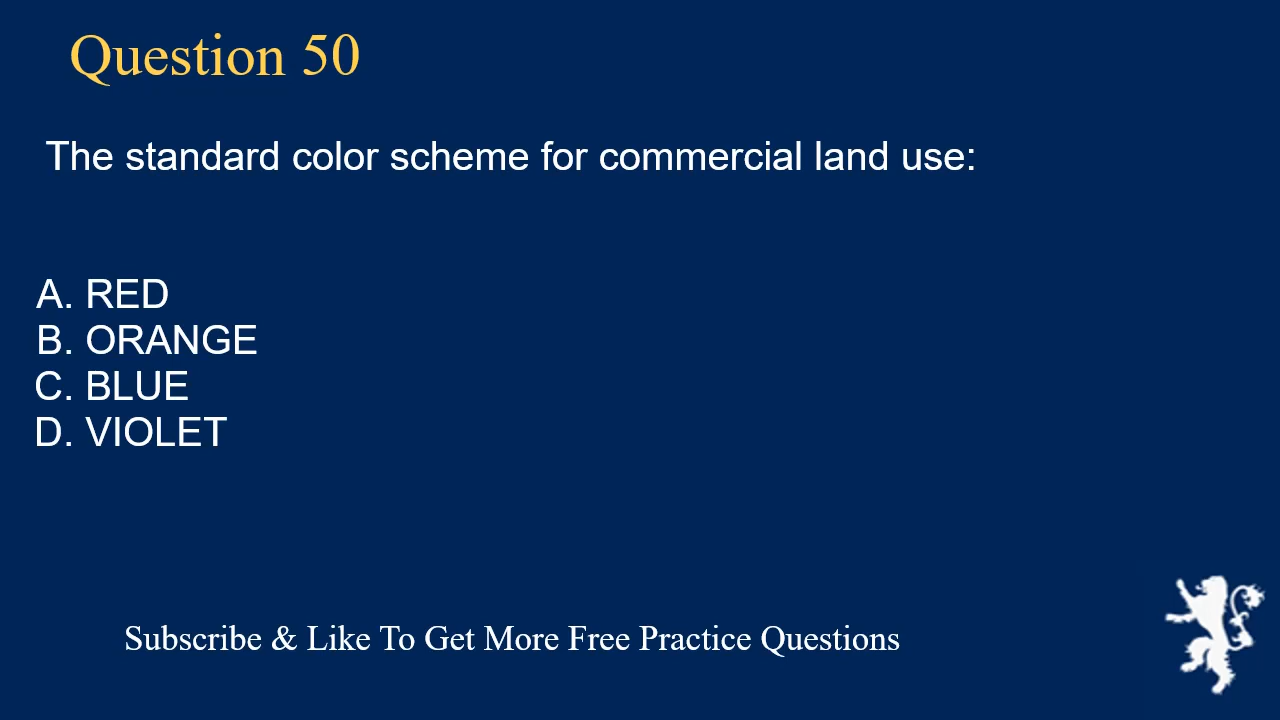 Question 50
The standard color scheme for commercial land use:
A. RED
B. ORANGE
C. BLUE
D. VIOLET
Subscribe & Like To Get More Free Practice Questions